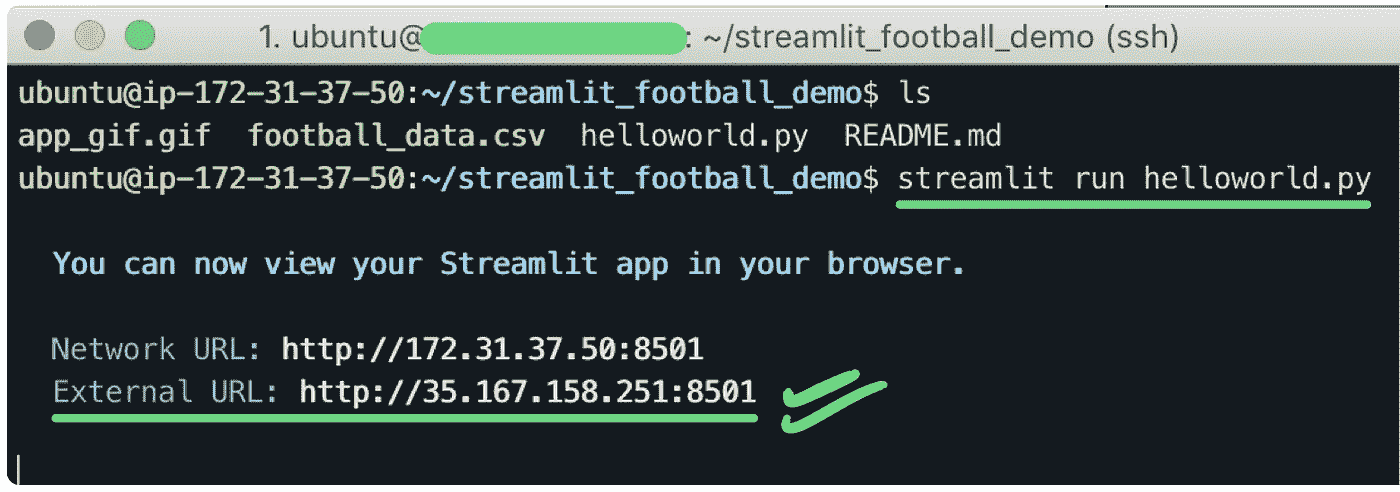 1. ubuntu@ : ~/streamlit_football_demo (ssh)
ubuntu@ip-172-31-37-50:~/streamlit_football_demo$ ls
app_gif.gif football_data.csv helloworld.py README.md
ubuntu@ip-172-31-37-50:~/streamlit_football_demo$ streamlit run helloworld.py
You can now view your Streamlit app in your browser.
Network URL: http://172.31.37.50:8501
External URL: http://35.167.158.251:8501